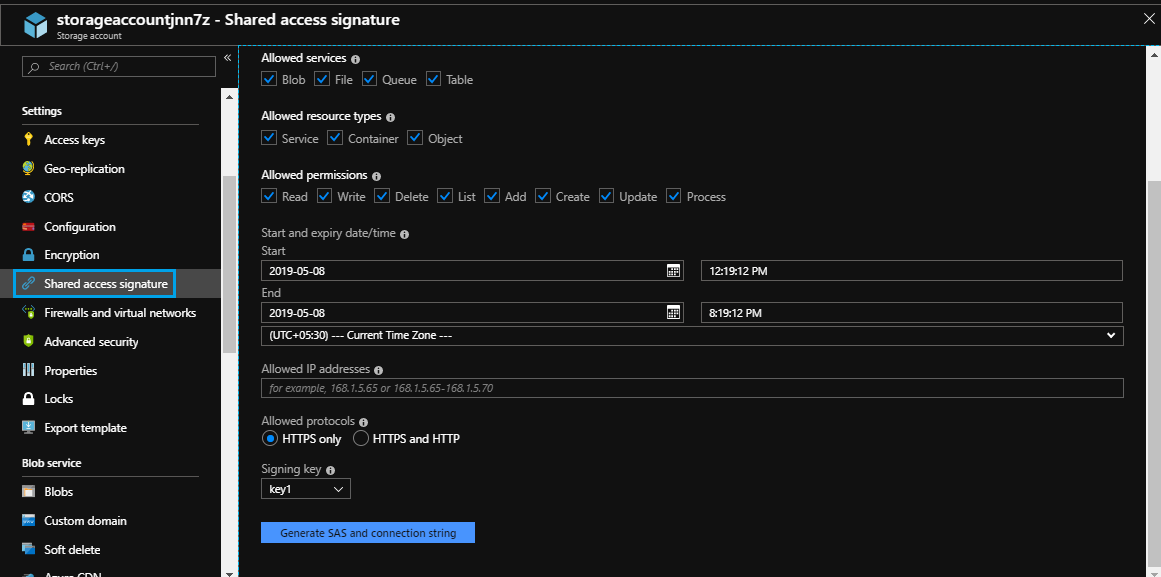 storageaccountjnn7z - Shared access signature
Storage account
Search (Ctrl+/)
«
Settings
Access keys
Geo-replication
CORS
Configuration
Encryption
Shared access signature
Firewalls and virtual networks
Advanced security
Properties
Locks
Export template
Blob service
Blobs
Custom domain
Soft delete
Azure CDN
Allowed services
Blob File Queue Table
Allowed resource types
Service Container Object
Allowed permissions
Read Write Delete List Add Create Update Process
Start and expiry date/time
Start
2019-05-08 12:19:12 PM
End
2019-05-08 8:19:12 PM
(UTC+05:30) --- Current Time Zone ---
Allowed IP addresses
for example, 168.1.5.65 or 168.1.5.65-168.1.5.70
Allowed protocols
HTTPS only HTTPS and HTTP
Signing key
key1
Generate SAS and connection string